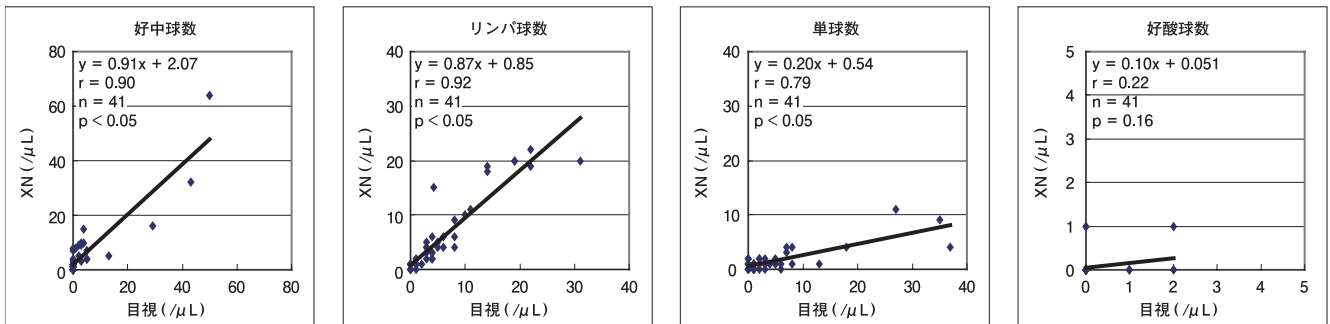 好中球数
80
60
40
20
0
y = 0.91x + 2.07
r = 0.90
n = 41
p < 0.05
XN(/μL)
0 20 40 60 80
目視(/μL)
リンパ球数
40
30
20
10
0
y = 0.87x + 0.85
r = 0.92
n = 41
p < 0.05
XN(/μL)
0 10 20 30 40
目視(/μL)
単球数
40
30
20
10
0
y = 0.20x + 0.54
r = 0.79
n = 41
p < 0.05
XN(/μL)
0 10 20 30 40
目視(/μL)
好酸球数
5
4
3
2
1
0
y = 0.10x + 0.051
r = 0.22
n = 41
p = 0.16
XN(/μL)
0 1 2 3 4 5
目視(/μL)